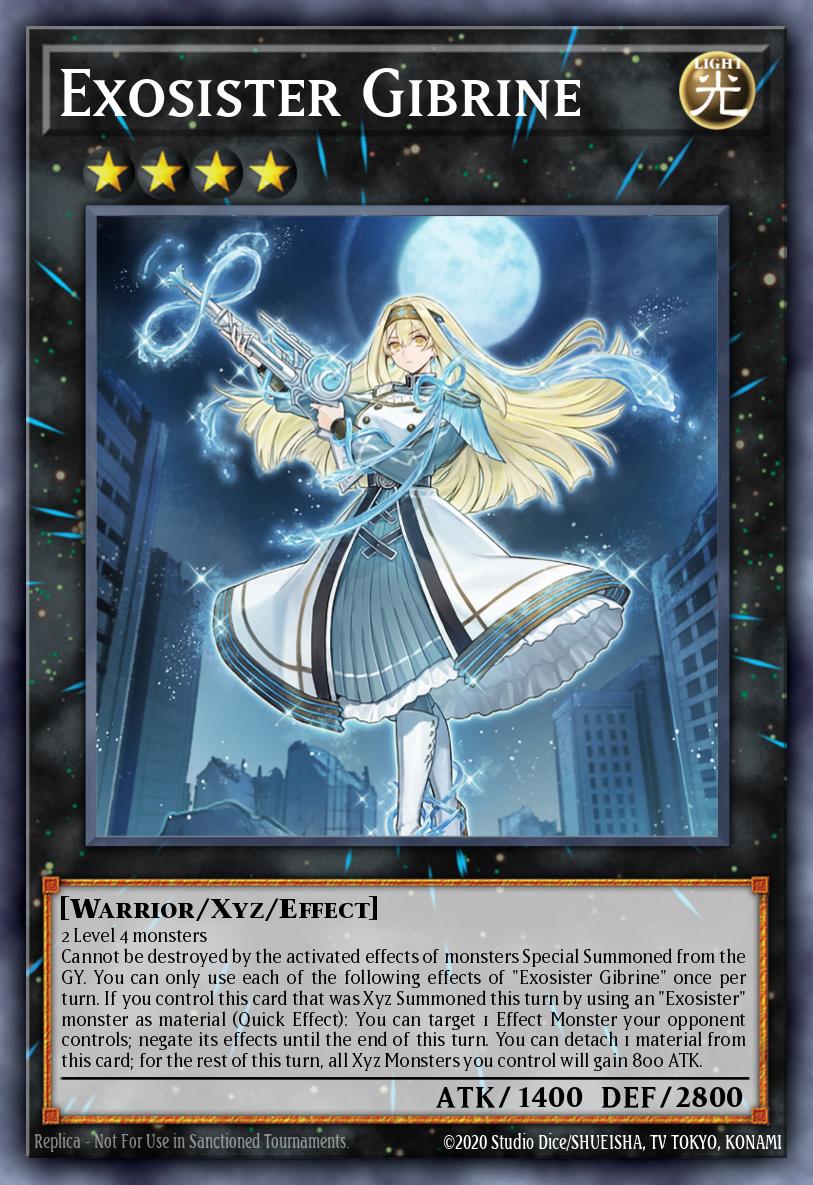 Exosister Gibrine
LIGHT
光
[Warrior/Xyz/Effect]
2 Level 4 monsters
Cannot be destroyed by the activated effects of monsters Special Summoned from the
GY. You can only use each of the following effects of "Exosister Gibrine" once per
turn. If you control this card that was Xyz Summoned this turn by using an "Exosister"
monster as material (Quick Effect): You can target 1 Effect Monster your opponent
controls; negate its effects until the end of this turn. You can detach 1 material from
this card; for the rest of this turn, all Xyz Monsters you control will gain 800 ATK.
ATK/1400 DEF/2800
Replica - Not For Use in Sanctioned Tournaments.
©2020 Studio Dice/SHUEISHA, TV TOKYO, KONAMI